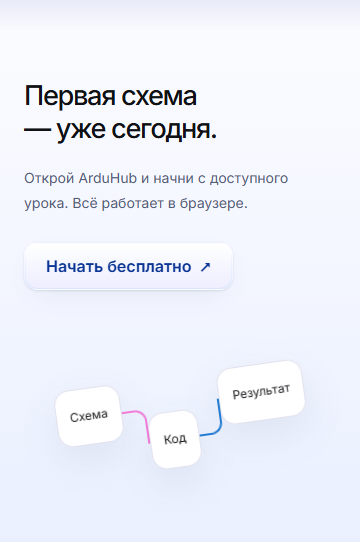 Первая схема
— уже сегодня.
Открой ArduHub и начни с доступного
урока. Всё работает в браузере.
Начать бесплатно ↗
Результат
Схема
Код